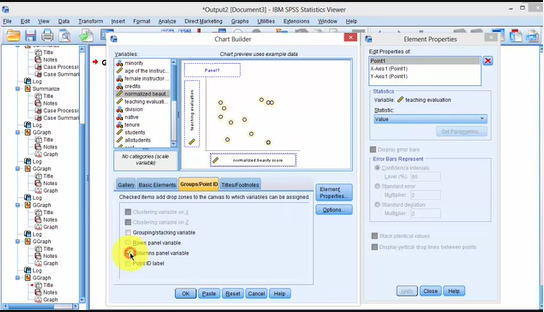 *Output2 [Document3] - IBM SPSS Statistics Viewer
File Edit View Data Transform Insert Format Analyze Direct Marketing Graphs Utilities Extensions Window Help
Log
Title
Notes
Case Processing
Case Summari
Log
Summarize
Title
Notes
Case Processi
Case Summari
Log
GGraph
Title
Notes
Graph
Log
GGraph
Title
Notes
Graph
Log
GGraph
Title
Notes
Graph
Log
GGraph
Title
Notes
Graph
Chart Builder
Variables:
minority
age of the instruc...
female instructor
credits
normalized beaut...
teaching evaluati...
division
native
tenure
students
allstudents
No categories (scale
variable)
Chart preview uses example data
Panel?
teaching evaluation
normalized beauty score
Gallery Basic Elements Groups/Point ID Titles/Footnotes
Checked items add drop zones to the canvas to which variables can be assigned.
Clustering variable on X
Clustering variable on Z
Grouping/stacking variable
Rows panel variable
Columns panel variable
Point ID label
Element
Properties...
Options...
OK Paste Reset Cancel Help
Element Properties
Edit Properties of:
Point1
X-Axis1 (Point1)
Y-Axis1 (Point1)
Statistics
Variable: teaching evaluation
Statistic:
Value
Set Parameters...
Display error bars
Error Bars Represent
Confidence intervals
Level (%): 95
Standard error
Multiplier: 2
Standard deviation
Multiplier: 2
Stack identical values
Display vertical drop lines between points
Apply Close Help